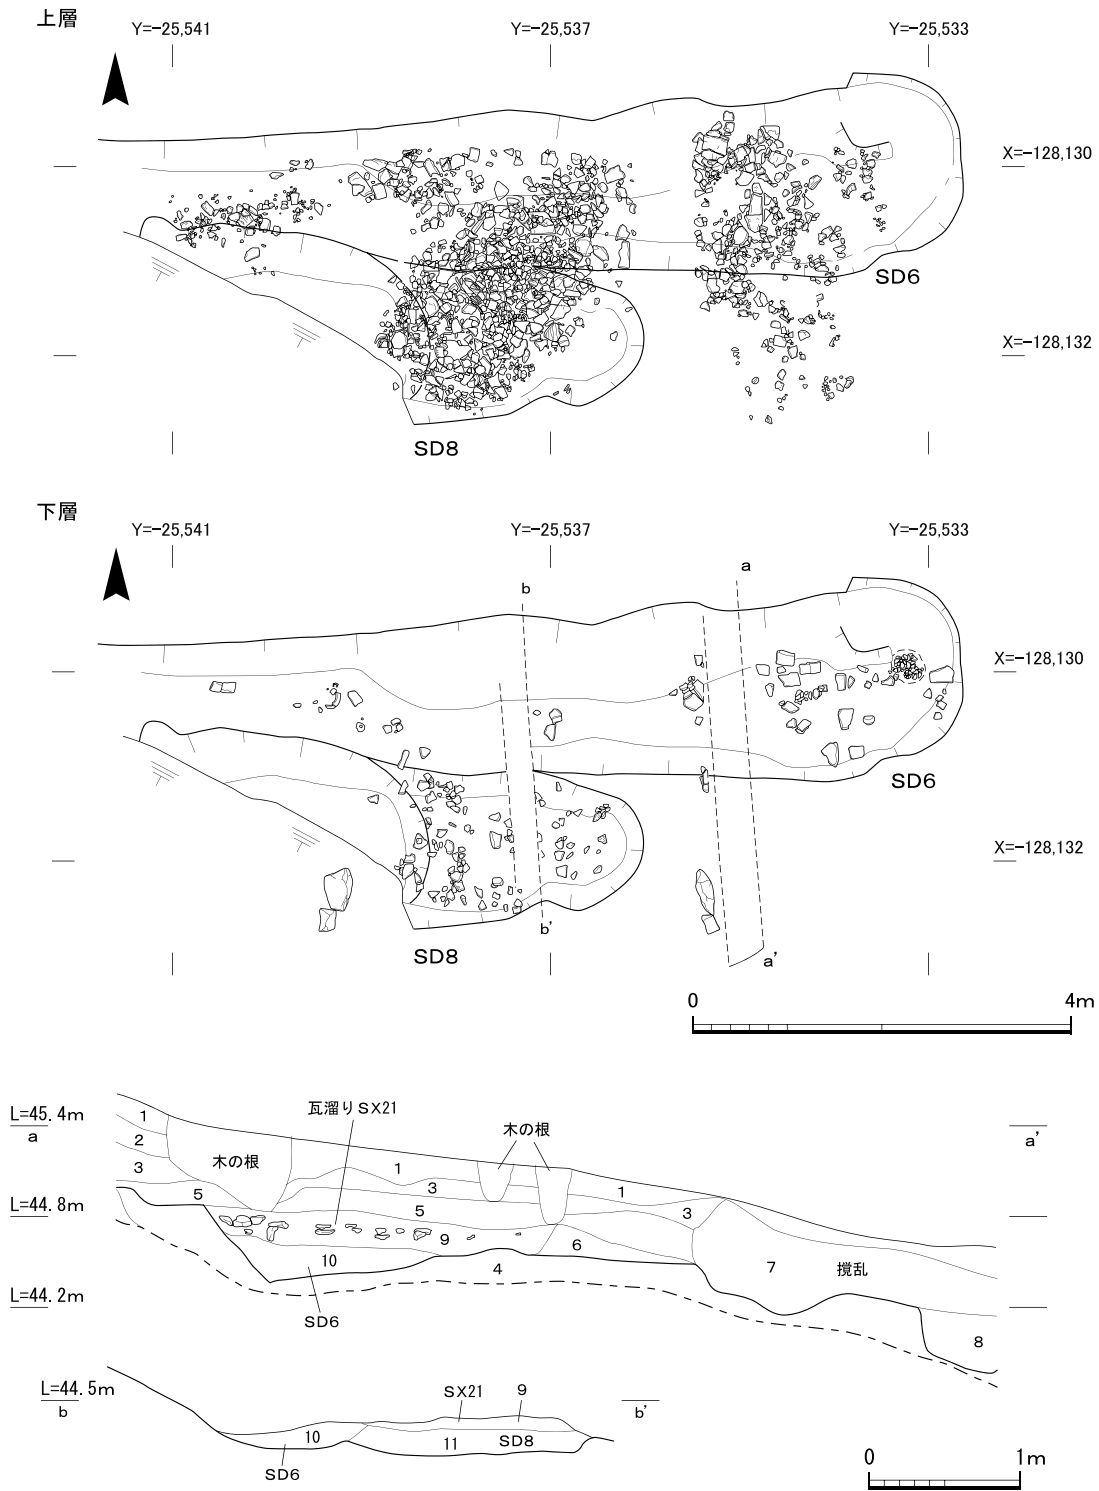 上層
Y=−25,541
Y=−25,537
Y=−25,533
X=−128,130
SD6
X=−128,132
SD8
下層
Y=−25,541
Y=−25,537
Y=−25,533
a
b
X=−128,130
SD6
X=−128,132
b’
SD8
a’
0
4m
L=45.4m
a
1
2
3
瓦溜りSX21
木の根
木の根
a’
1
3
1
L=44.8m
5
5
3
9
6
10
4
7
撹乱
L=44.2m
SD6
8
L=44.5m
b
SX21
9
b’
10
11
SD8
SD6
0
1m